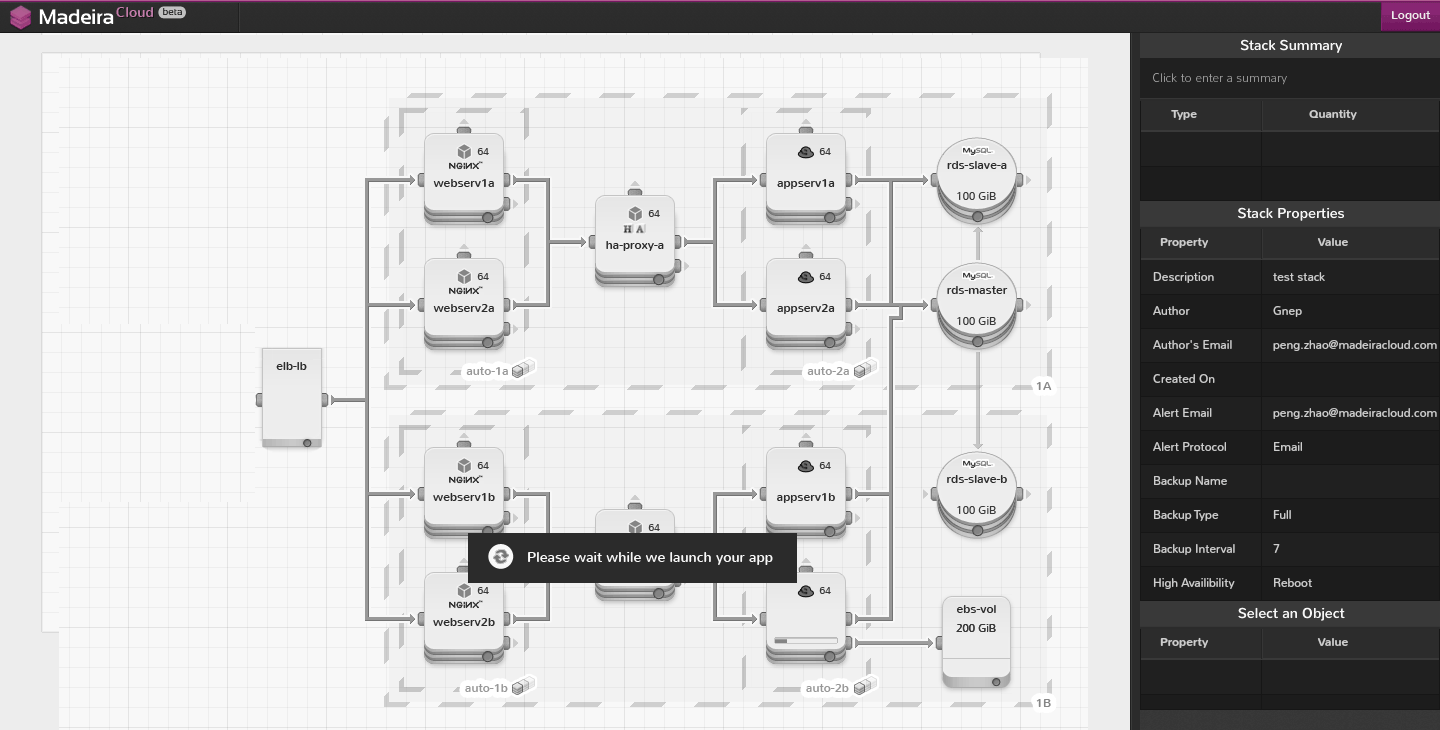 Madeira Cloud beta
Logout
64
NGINX™
webserv1a
64
NGINX™
webserv2a
auto-1a
64
HA
ha-proxy-a
64
appserv1a
64
appserv2a
auto-2a
MySQL
rds-slave-a
100 GiB
MySQL
rds-master
100 GiB
1A
elb-lb
64
NGINX™
webserv1b
64
NGINX™
webserv2b
auto-1b
64
Please wait while we launch your app
64
appserv1b
64
auto-2b
MySQL
rds-slave-b
100 GiB
ebs-vol
200 GiB
1B
Stack Summary
Click to enter a summary
Type Quantity
Stack Properties
Property Value
Description test stack
Author Gnep
Author's Email peng.zhao@madeiracloud.com
Created On
Alert Email peng.zhao@madeiracloud.com
Alert Protocol Email
Backup Name
Backup Type Full
Backup Interval 7
High Availibility Reboot
Select an Object
Property Value